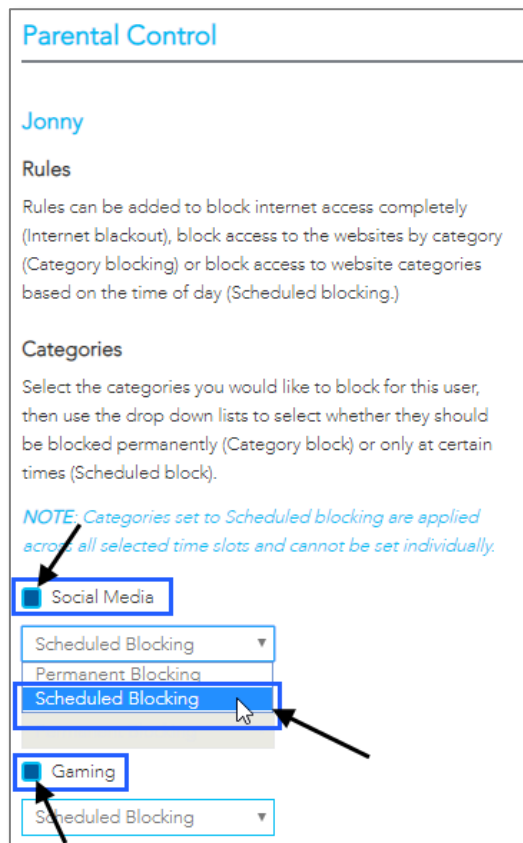 Parental Control
Jonny
Rules
Rules can be added to block internet access completely
(Internet blackout), block access to the websites by category
(Category blocking) or block access to website categories
based on the time of day (Scheduled blocking.)
Categories
Select the categories you would like to block for this user,
then use the drop down lists to select whether they should
be blocked permanently (Category block) or only at certain
times (Scheduled block).
NOTE: Categories set to Scheduled blocking are applied
across all selected time slots and cannot be set individually.
Social Media
Scheduled Blocking
Permanent Blocking
Scheduled Blocking
Gaming
Scheduled Blocking